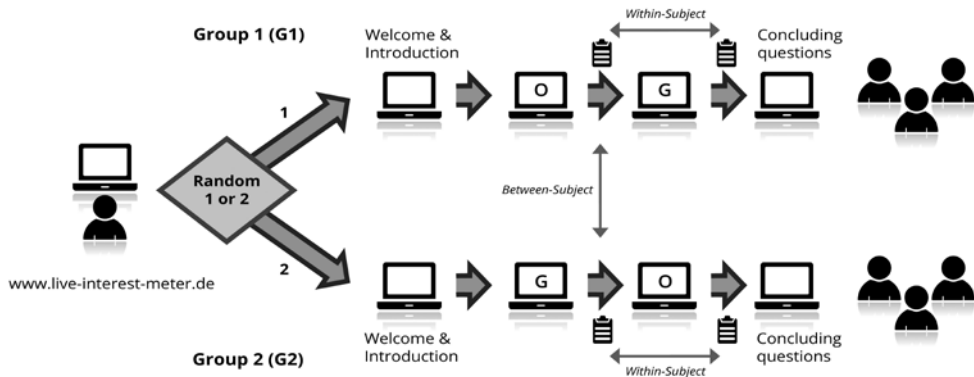 Group 1 (G1)
Welcome &
Introduction
Within-Subject
Concluding
questions
1
O
G
Random
1 or 2
Between-Subject
www.live-interest-meter.de
2
G
O
Welcome &
Introduction
Concluding
questions
Group 2 (G2)
Within-Subject